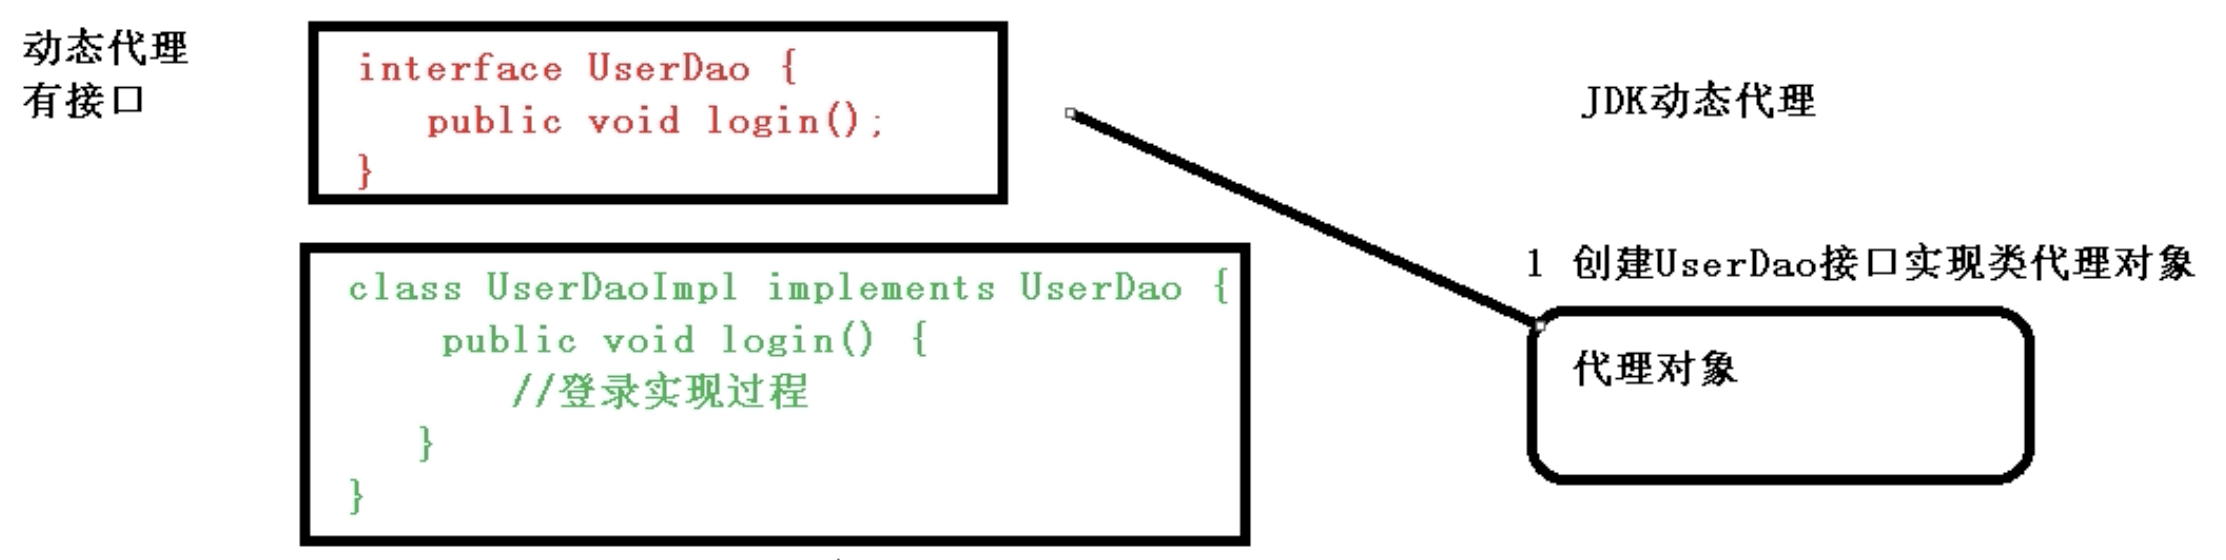 动态代理
有接口
interface UserDao {
public void login();
}
class UserDaoImpl implements UserDao {
public void login() {
//登录实现过程
}
}
JDK动态代理
1 创建UserDao接口实现类代理对象
代理对象